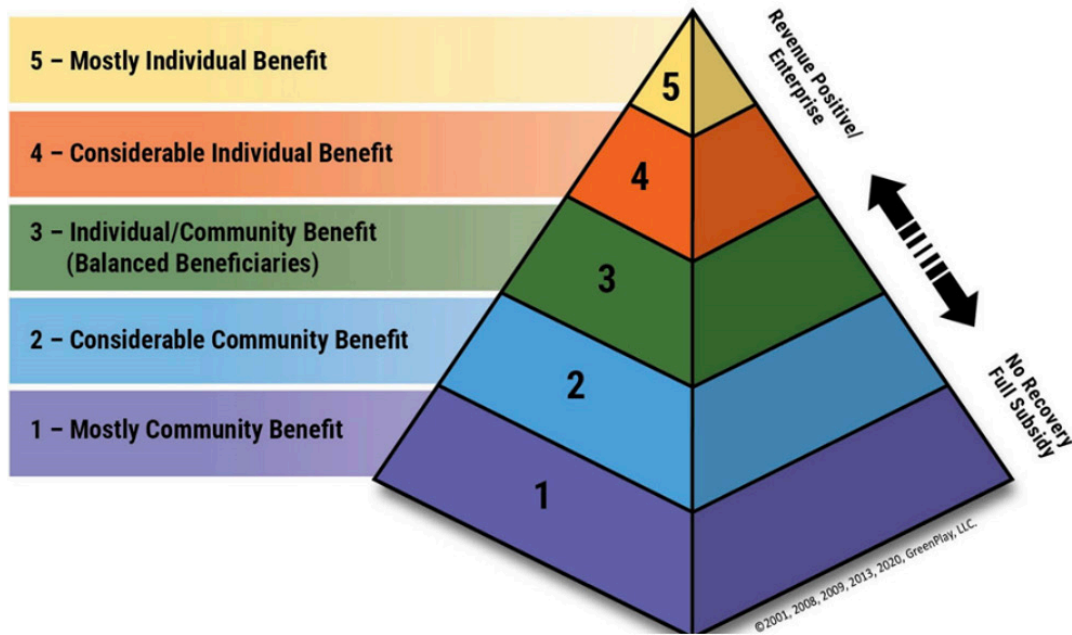 5 – Mostly Individual Benefit
4 – Considerable Individual Benefit
3 – Individual/Community Benefit
(Balanced Beneficiaries)
2 – Considerable Community Benefit
1 – Mostly Community Benefit
5
4
3
2
1
Revenue Positive/
Enterprise
No Recovery
Full Subsidy
©2001, 2008, 2009, 2013, 2020, GreenPlay, LLC.